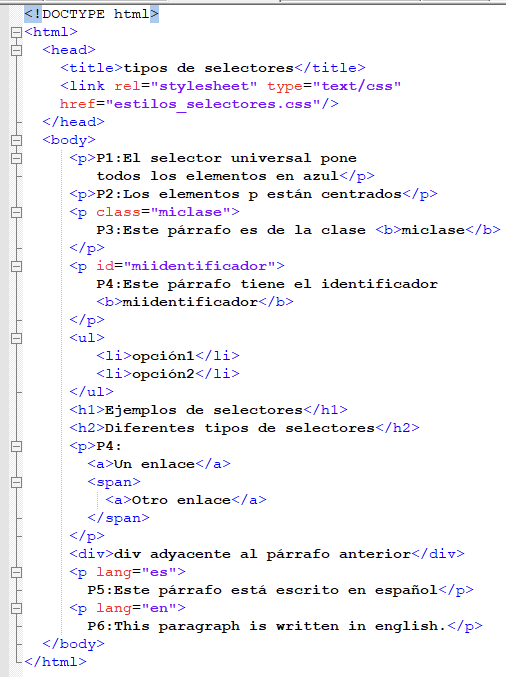 <!DOCTYPE html>
<html>
<head>
<title>tipos de selectores</title>
<link rel="stylesheet" type="text/css"
href="estilos_selectores.css"/>
</head>
<body>
<p>P1:El selector universal pone
todos los elementos en azul</p>
<p>P2:Los elementos p están centrados</p>
<p class="miclase">
P3:Este párrafo es de la clase <b>miclase</b>
</p>
<p id="miidentificador">
P4:Este párrafo tiene el identificador
<b>miidentificador</b>
</p>
<ul>
<li>opción1</li>
<li>opción2</li>
</ul>
<h1>Ejemplos de selectores</h1>
<h2>Diferentes tipos de selectores</h2>
<p>P4:
<a>Un enlace</a>
<span>
<a>Otro enlace</a>
</span>
</p>
<div>div adyacente al párrafo anterior</div>
<p lang="es">
P5:Este párrafo está escrito en español</p>
<p lang="en">
P6:This paragraph is written in english.</p>
</body>
</html>